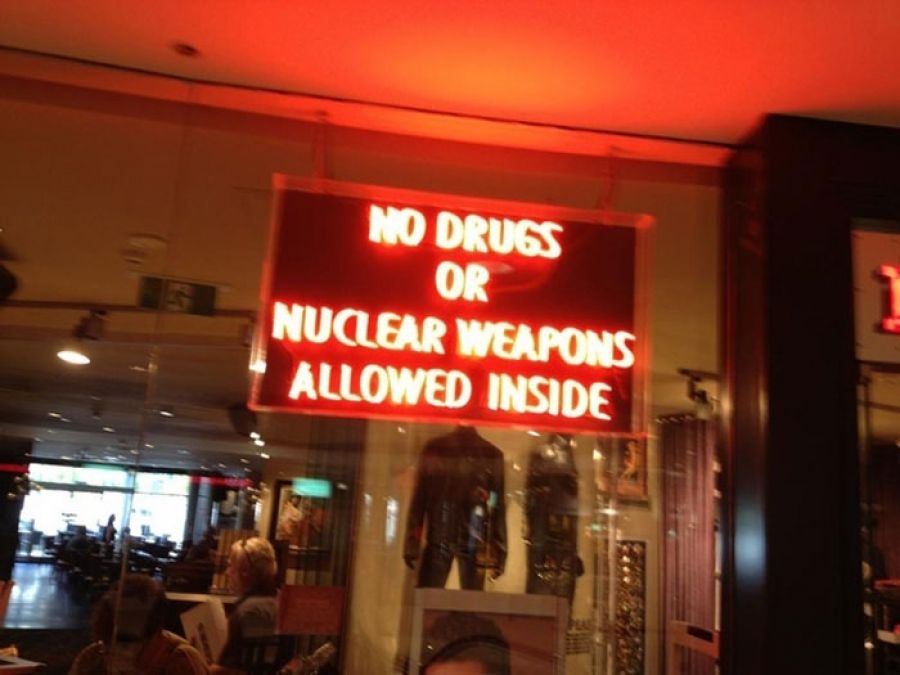 NO DRUGS
OR
NUCLEAR WEAPONS
ALLOWED INSIDE